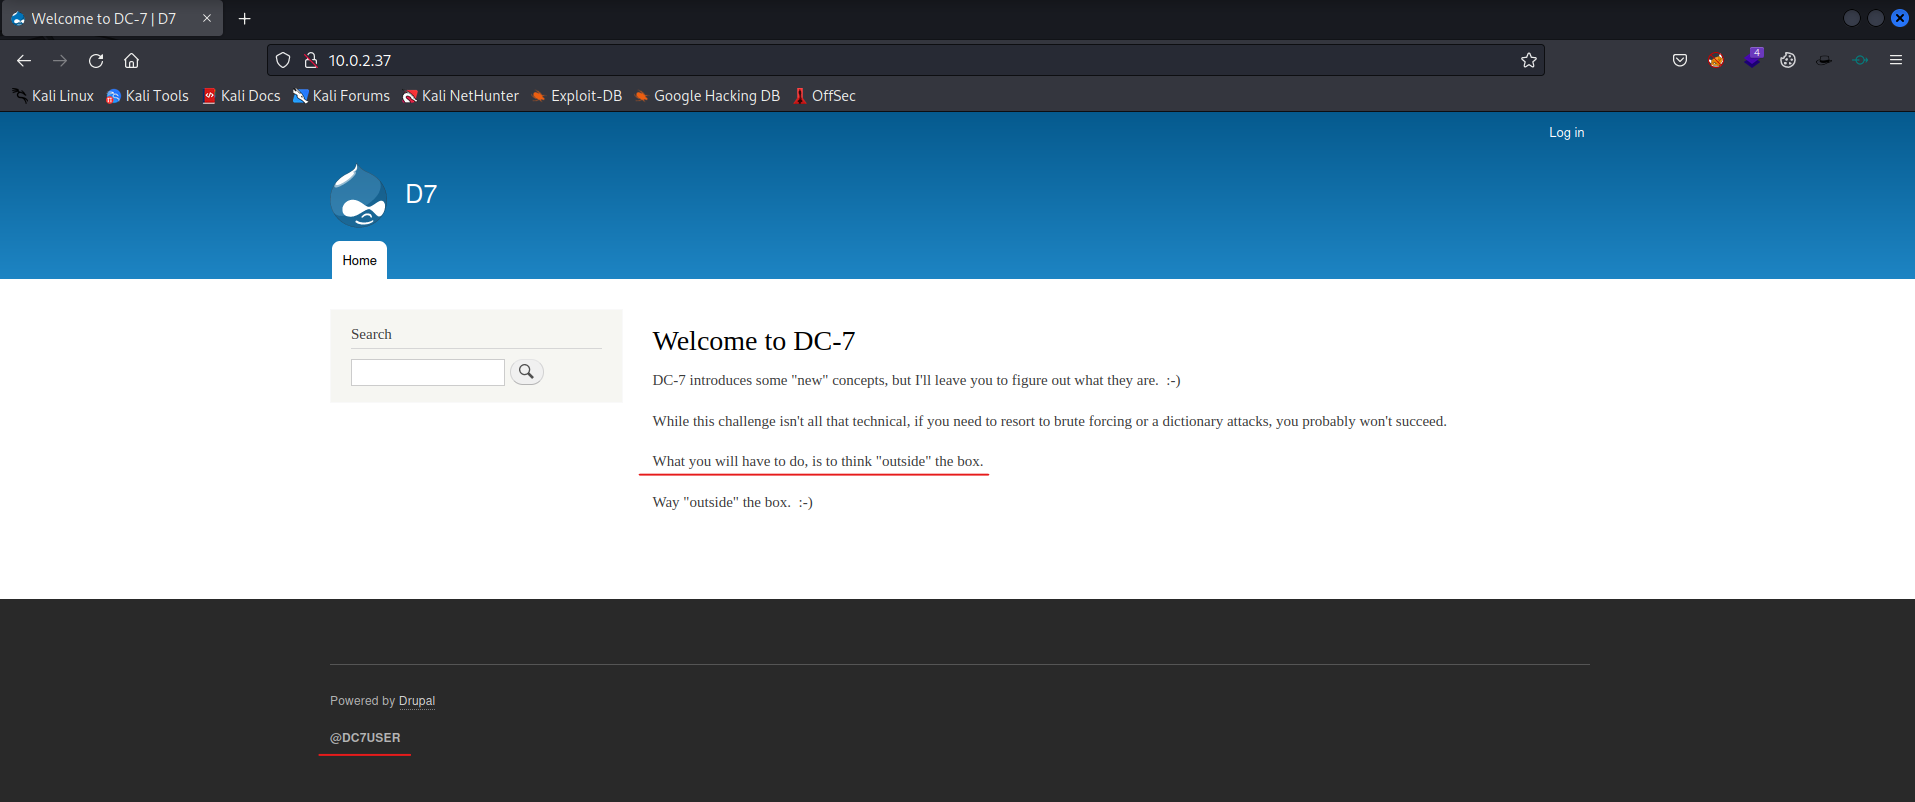 Welcome to DC-7 | D7
10.0.2.37
4
Kali Linux Kali Tools Kali Docs Kali Forums Kali NetHunter Exploit-DB Google Hacking DB OffSec
Log in
D7
Home
Search
Welcome to DC-7
DC-7 introduces some "new" concepts, but I'll leave you to figure out what they are.  :-)
While this challenge isn't all that technical, if you need to resort to brute forcing or a dictionary attacks, you probably won't succeed.
What you will have to do, is to think "outside" the box.
Way "outside" the box.  :-)
Powered by Drupal
@DC7USER